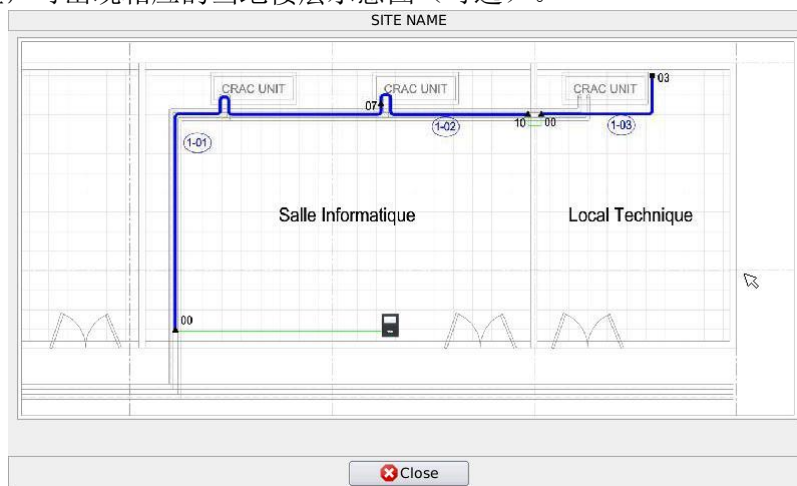 SITE NAME
CRAC UNIT
CRAC UNIT
CRAC UNIT
03
07
10
00
1-01
1-02
1-03
Salle Informatique
Local Technique
00
Close